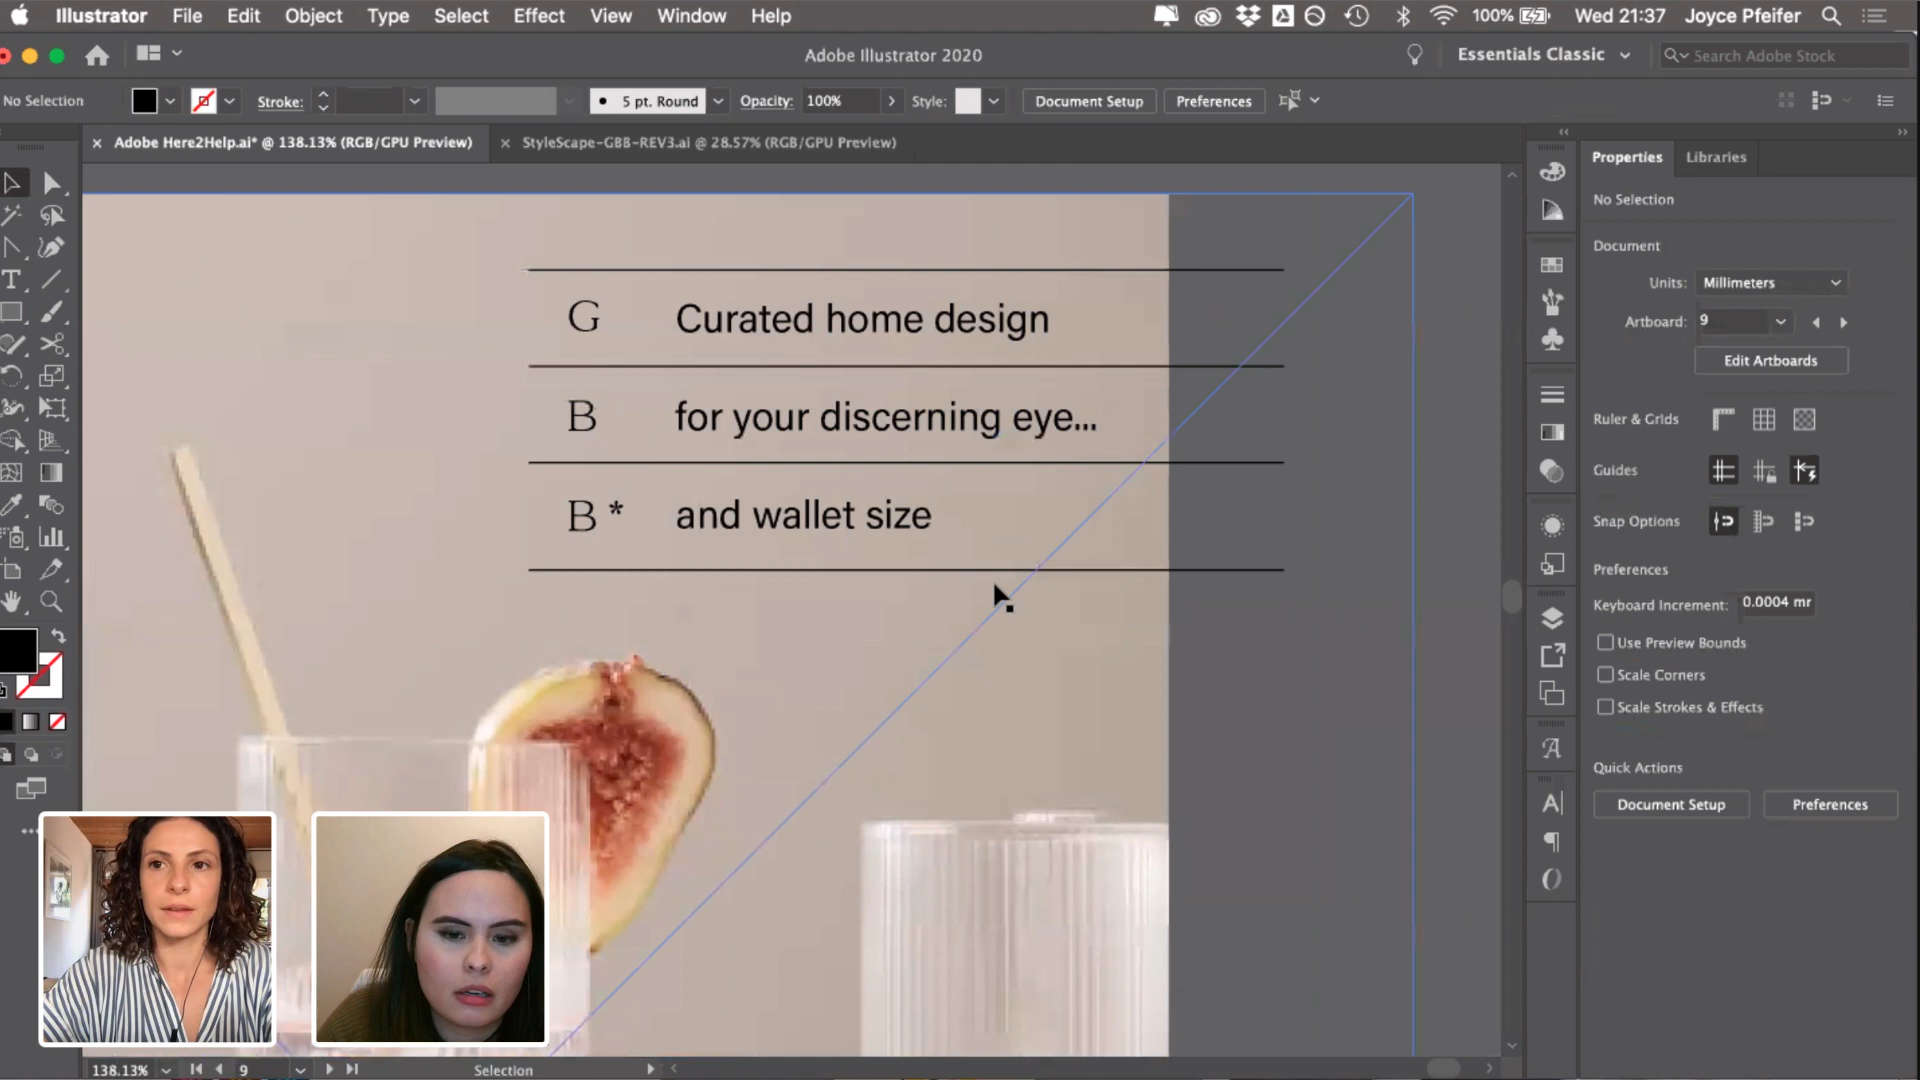 Illustrator File Edit Object Type Select Effect View Window Help 100% Wed 21:37 Joyce Pfeifer
Adobe Illustrator 2020 Essentials Classic Search Adobe Stock
No Selection Stroke: 5 pt. Round Opacity: 100% Style: Document Setup Preferences
Adobe Here2Help.ai* @ 138.13% (RGB/GPU Preview) StyleScape-GBB-REV3.ai @ 28.57% (RGB/GPU Preview)
G Curated home design
B for your discerning eye...
B * and wallet size
Properties Libraries
No Selection
Document
Units: Millimeters
Artboard: 9
Edit Artboards
Ruler & Grids
Guides
Snap Options
Preferences
Keyboard Increment: 0.0004 mr
Use Preview Bounds
Scale Corners
Scale Strokes & Effects
Quick Actions
Document Setup Preferences
138.13% 9 Selection